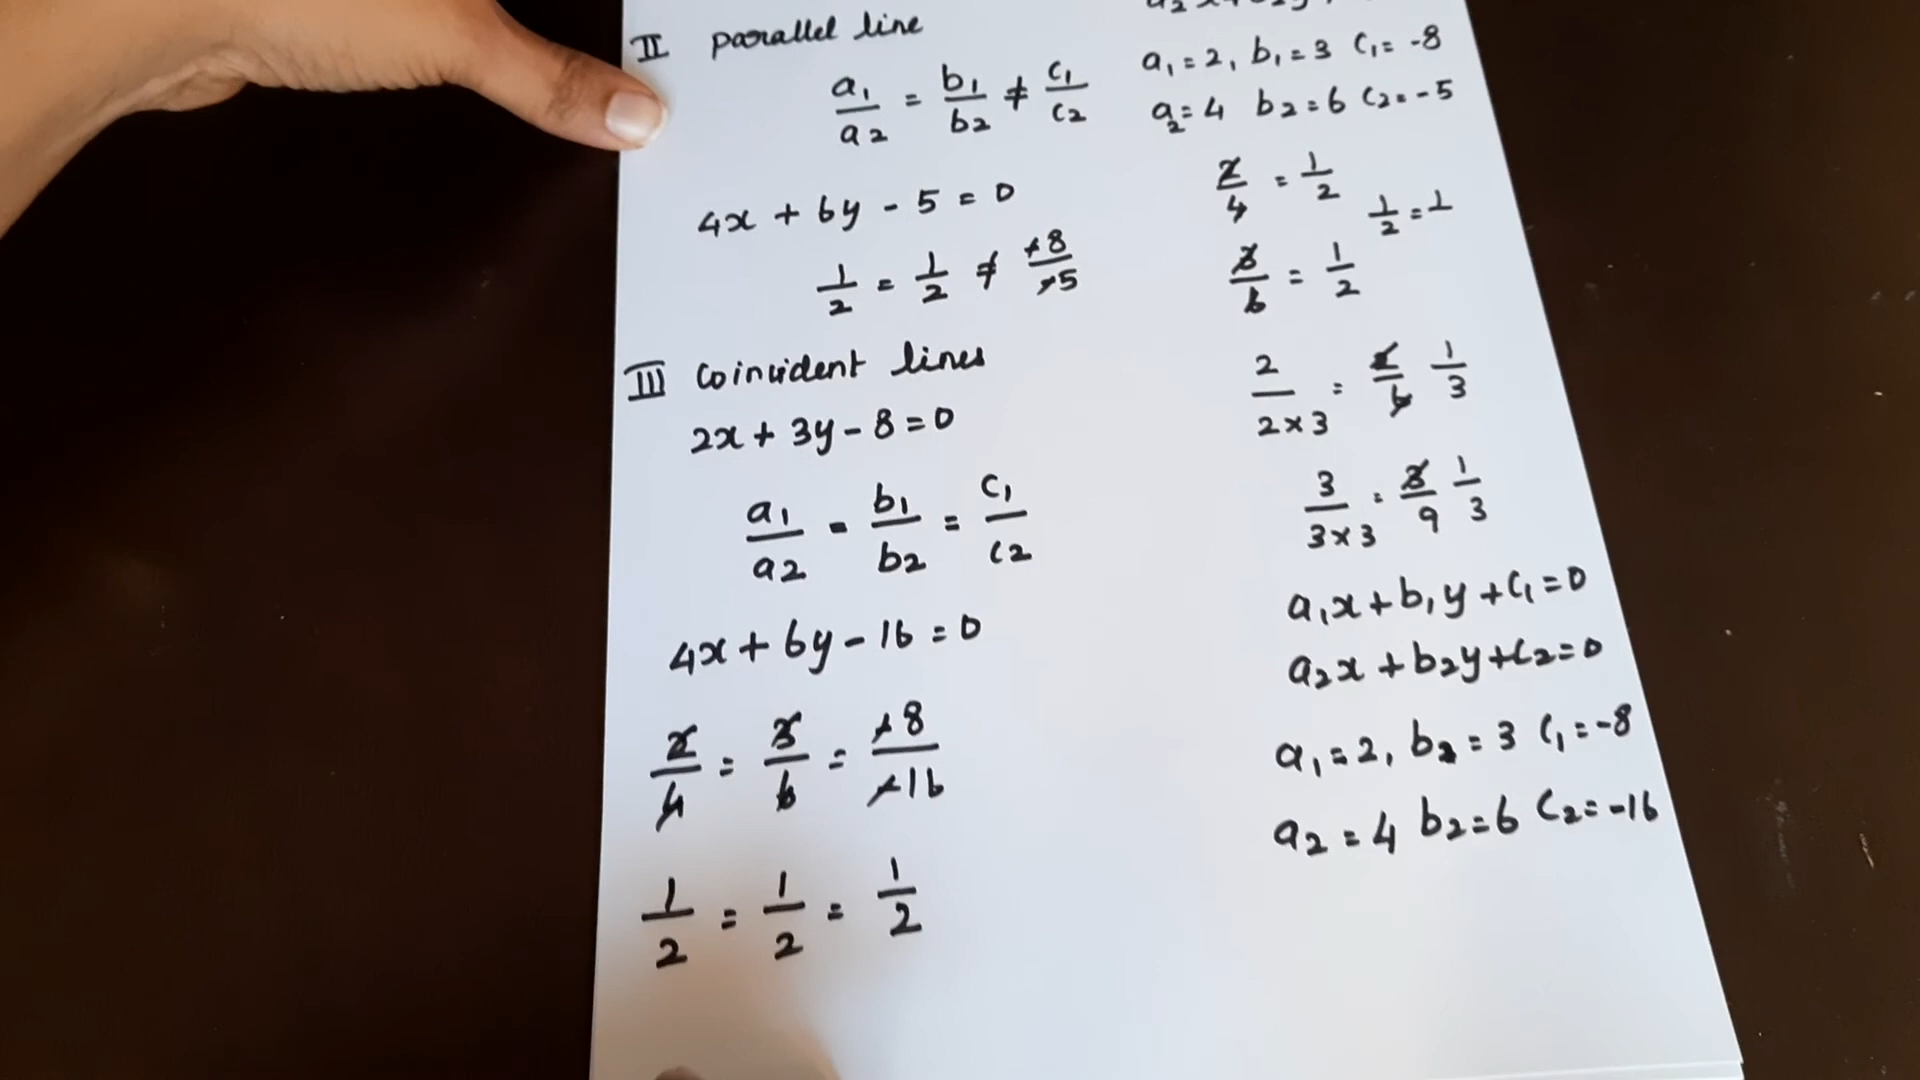 II parallel line
a1/a2 = b1/b2 ≠ c1/c2
4x + 6y - 5 = 0
1/2 = 1/2 ≠ -8/-5
III Coincident lines
2x + 3y - 8 = 0
a1/a2 = b1/b2 = c1/c2
4x + 6y - 16 = 0
2/4 = 3/6 = -8/-16
1/2 = 1/2 = 1/2
a1 = 2, b1 = 3 C1 = -8
a2 = 4 b2 = 6 C2 = -5
2/4 = 1/2
1/2 = 1
3/6 = 1/2
2/2×3 = 2/6 1/3
3/3×3 = 3/9 1/3
a1x + b1y + C1 = 0
a2x + b2y + C2 = 0
a1 = 2, b2 = 3 C1 = -8
a2 = 4 b2 = 6 C2 = -16